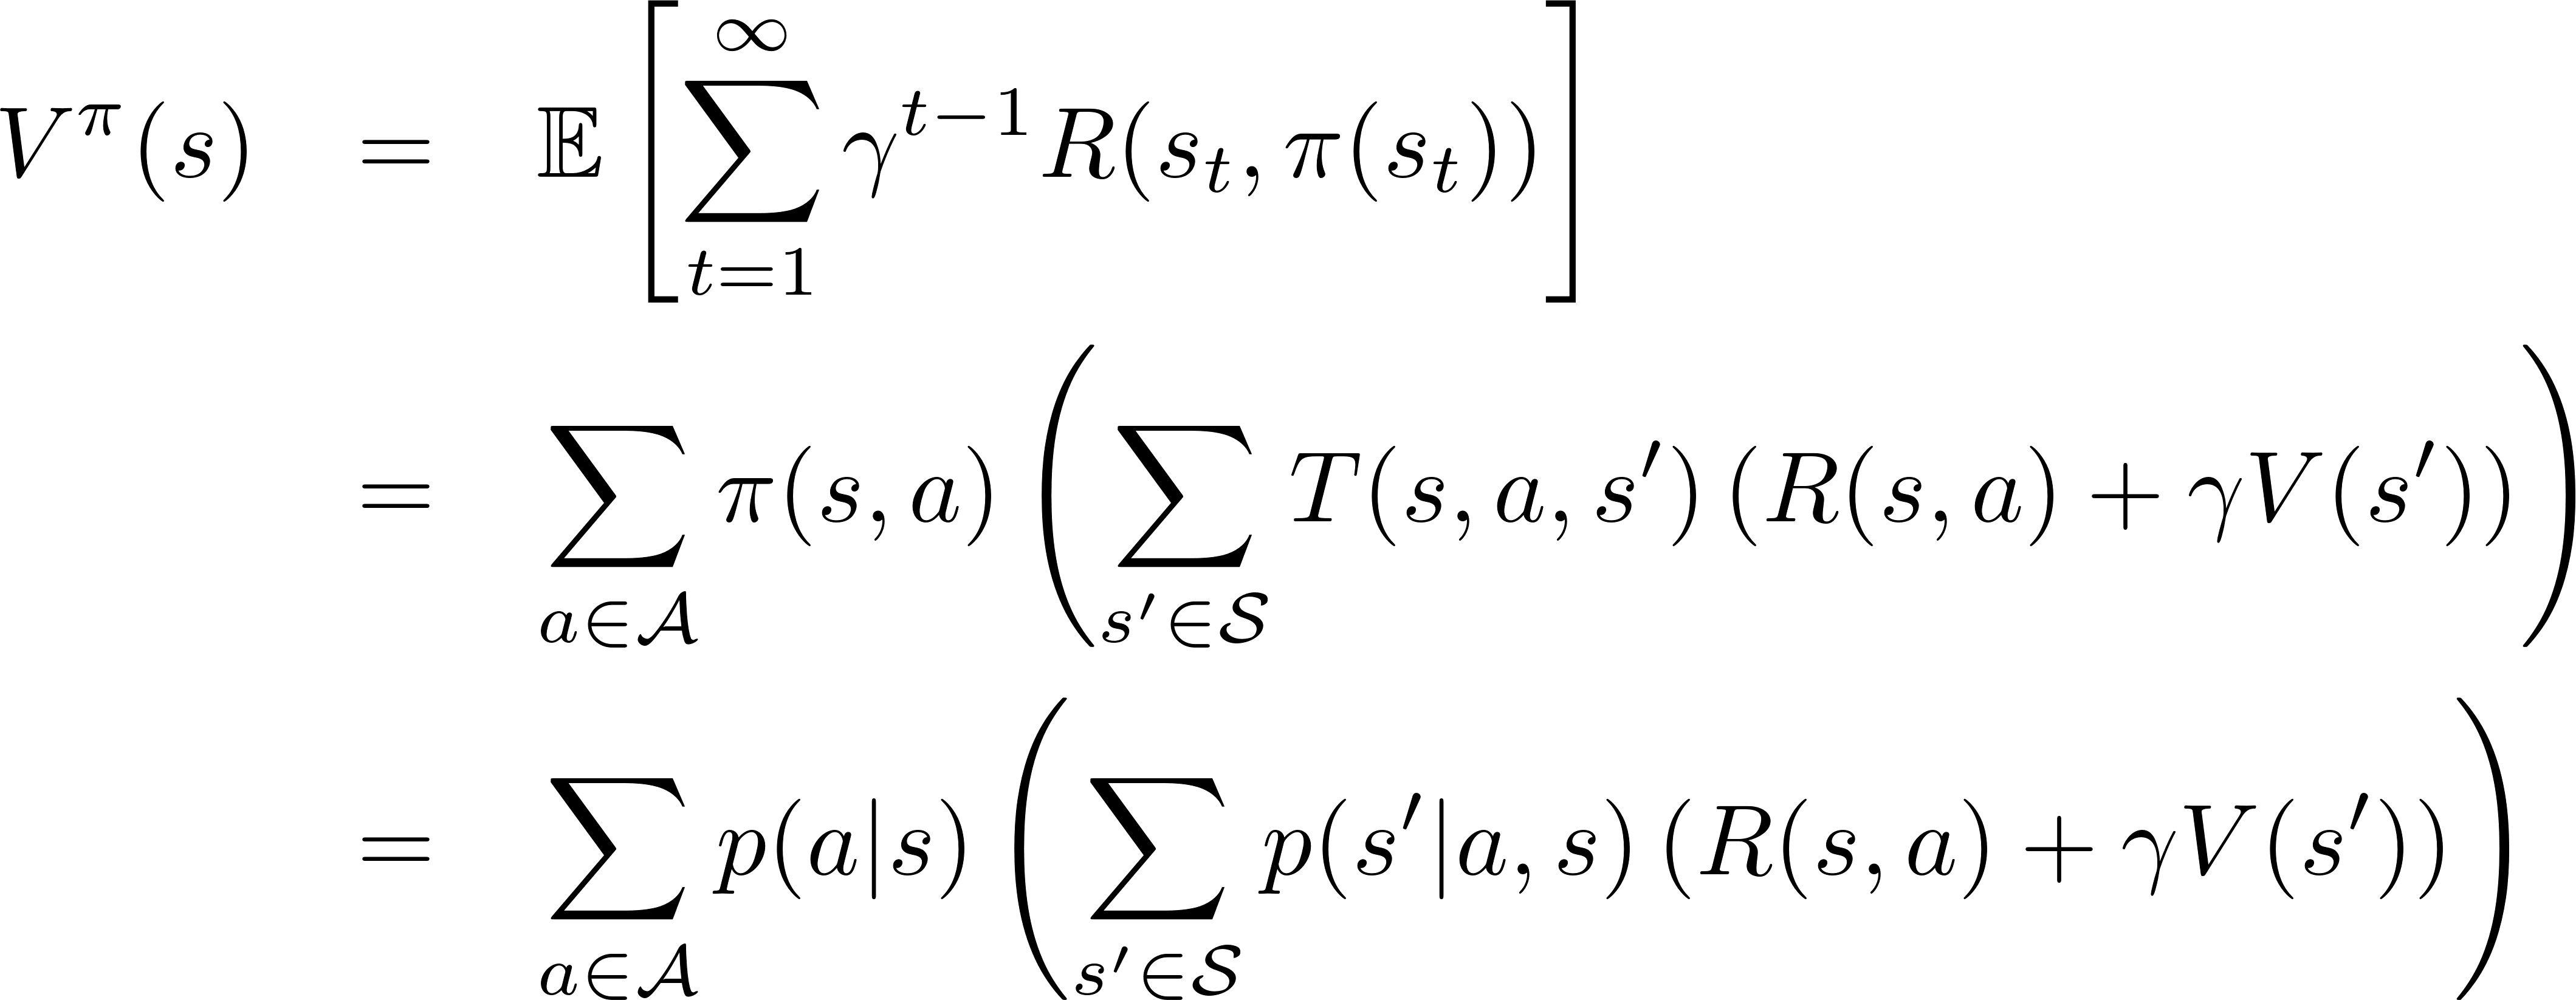 V^π(s) = 𝔼[∑_{t=1}^{∞} γ^{t−1} R(s_t, π(s_t))]
= ∑_{a∈𝒜} π(s, a) (∑_{s′∈𝒮} T(s, a, s′) (R(s, a) + γV(s′)))
= ∑_{a∈𝒜} p(a|s) (∑_{s′∈𝒮} p(s′|a, s) (R(s, a) + γV(s′)))